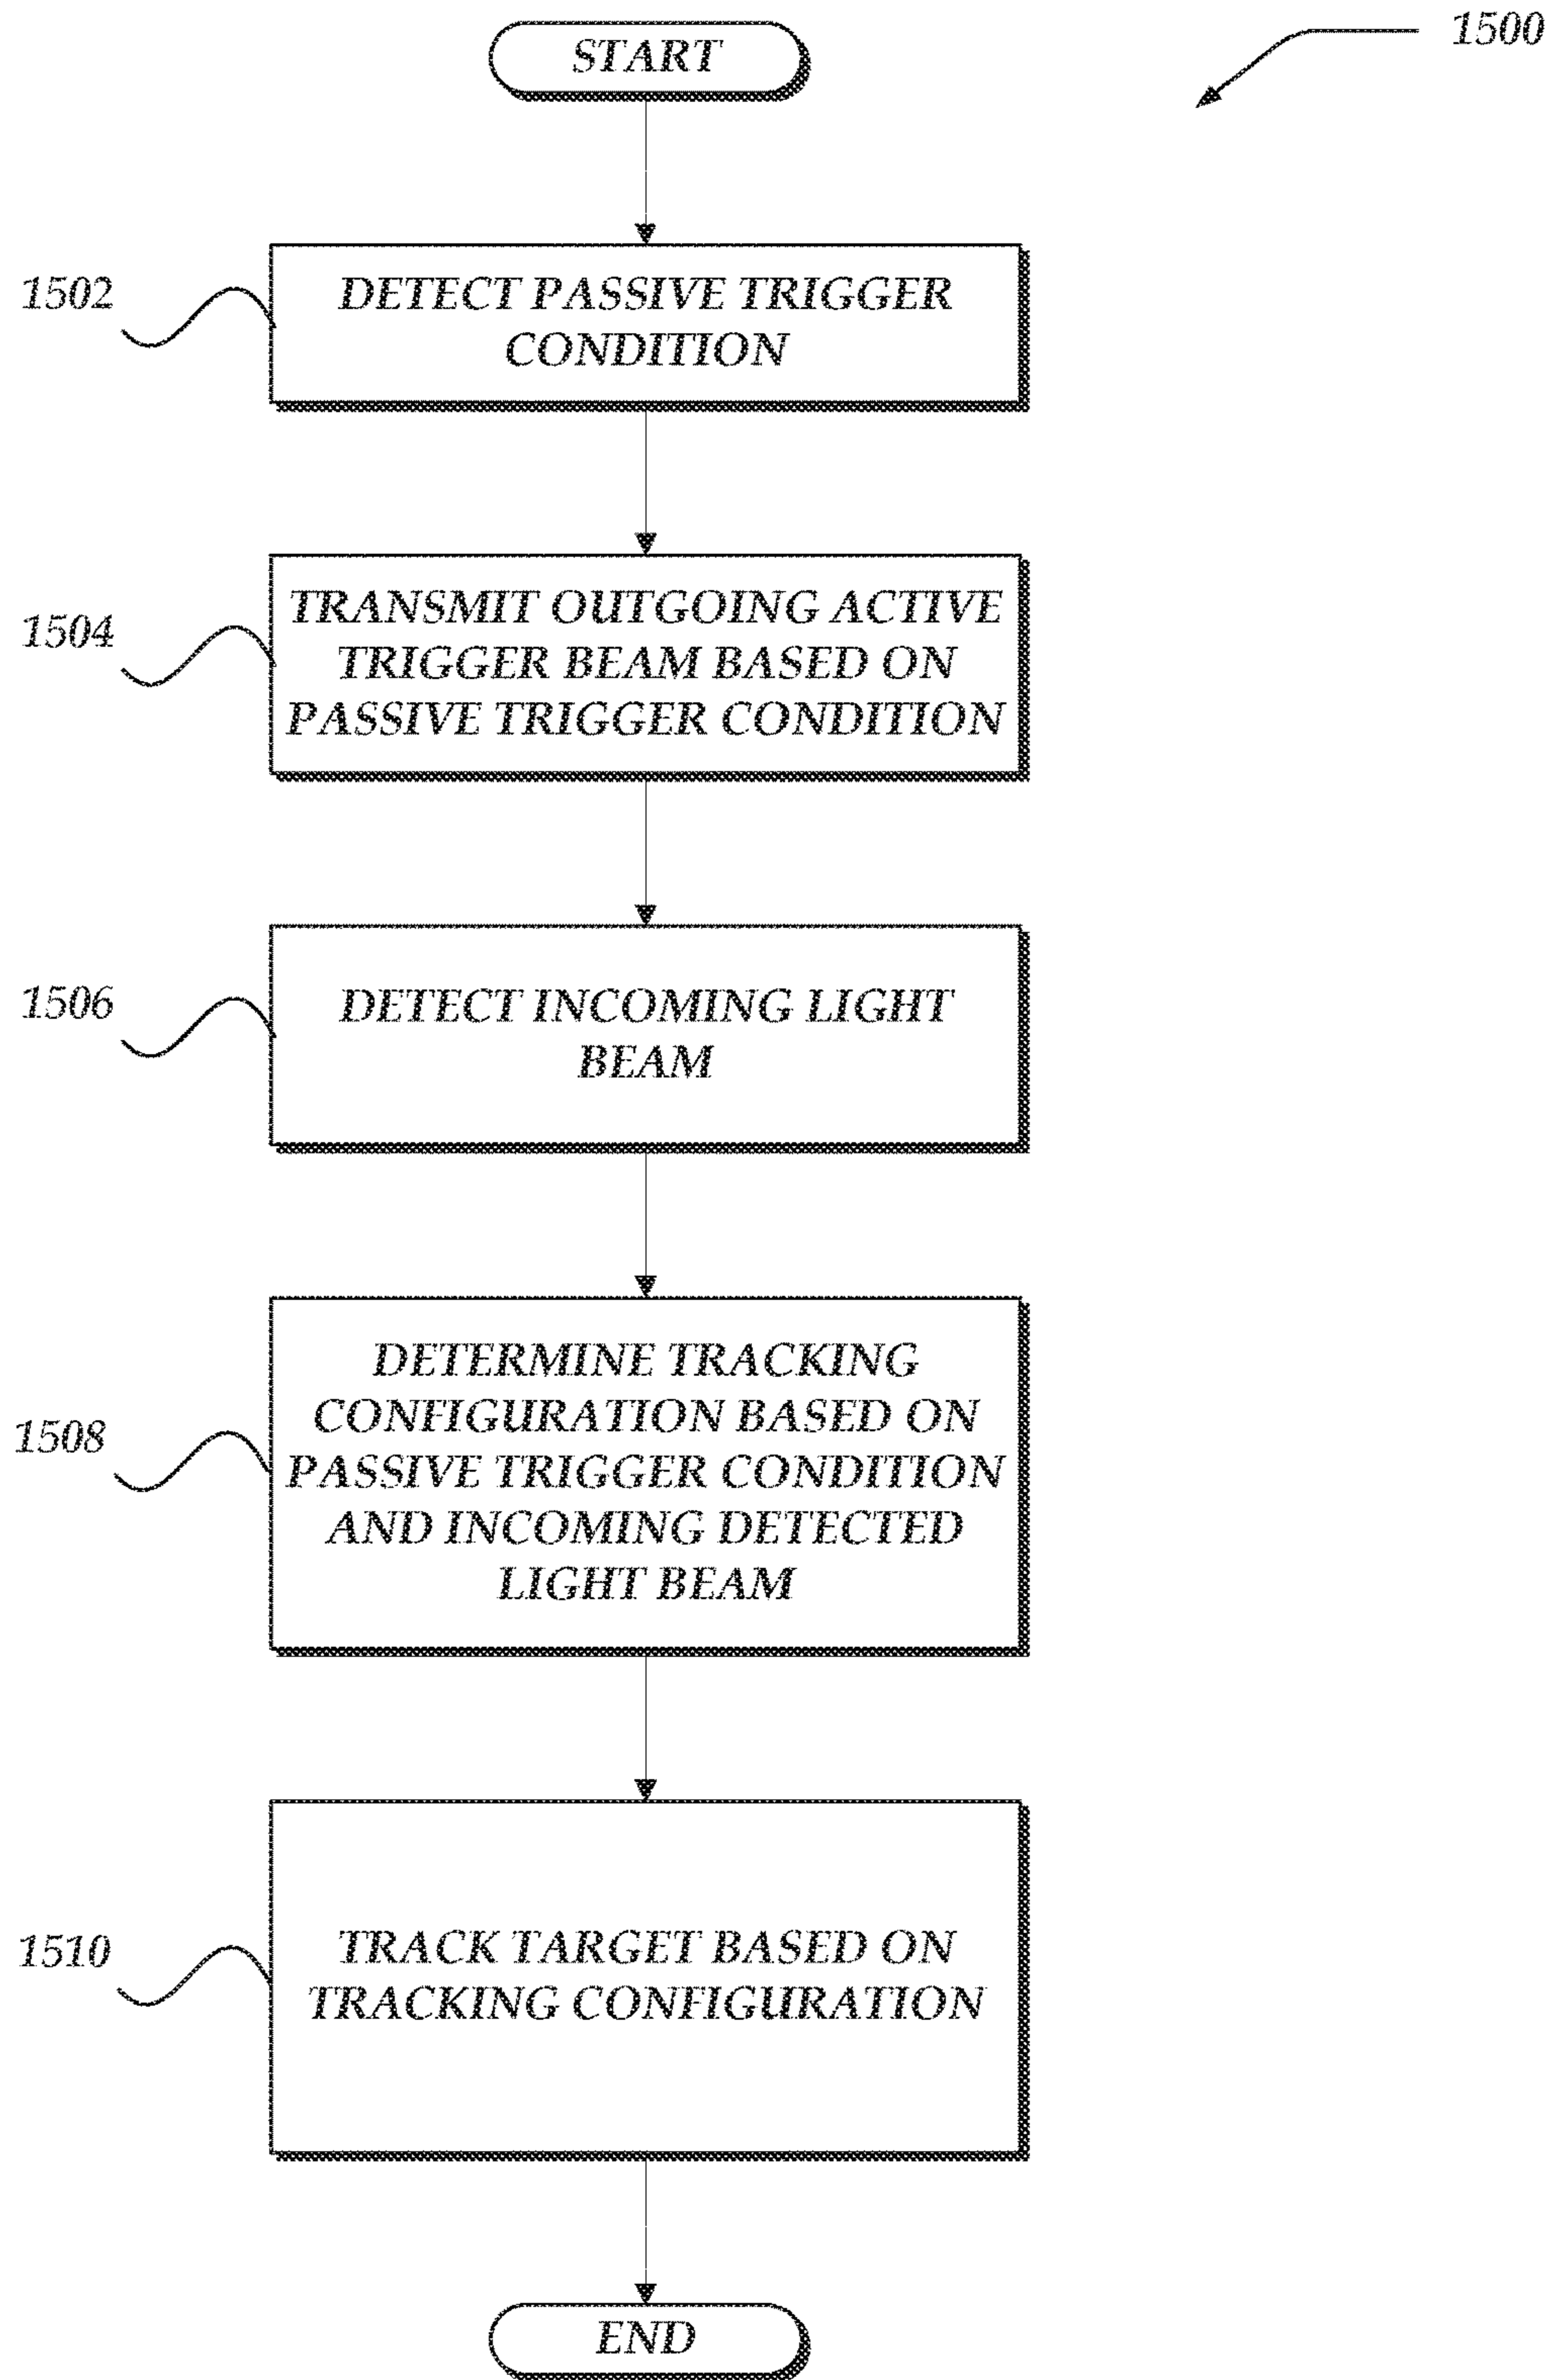 START
1500
1502
DETECT PASSIVE TRIGGER
CONDITION
1504
TRANSMIT OUTGOING ACTIVE
TRIGGER BEAM BASED ON
PASSIVE TRIGGER CONDITION
1506
DETECT INCOMING LIGHT
BEAM
1508
DETERMINE TRACKING
CONFIGURATION BASED ON
PASSIVE TRIGGER CONDITION
AND INCOMING DETECTED
LIGHT BEAM
1510
TRACK TARGET BASED ON
TRACKING CONFIGURATION
END